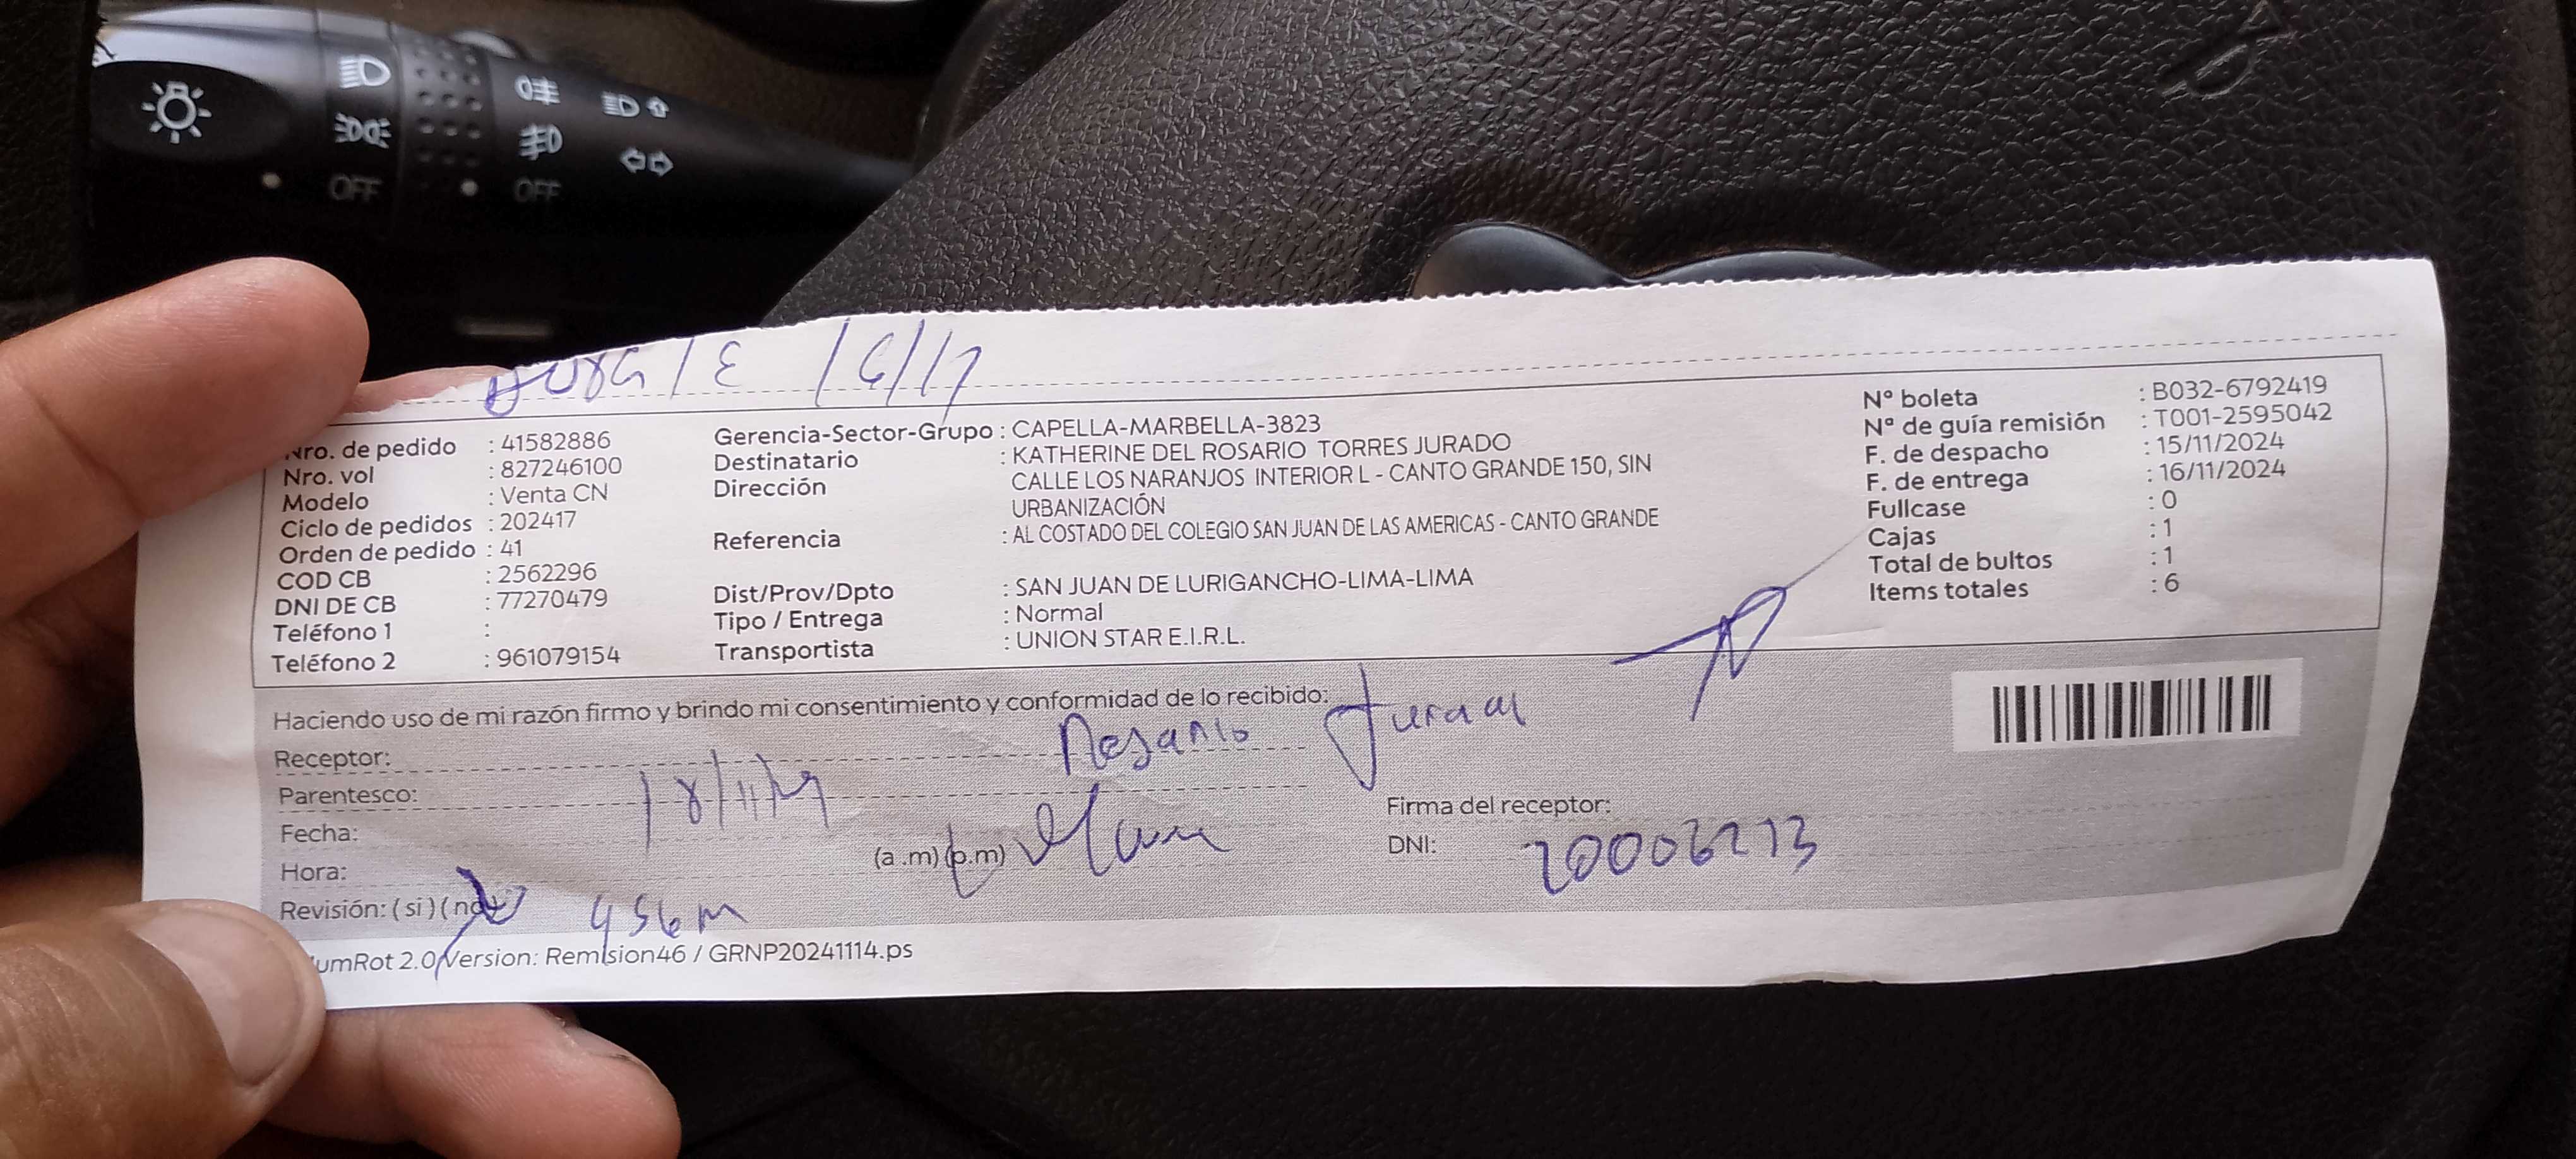 OFF OFF
Nro. de pedido : 41582886
Nro. vol : 827246100
Modelo : Venta CN
Ciclo de pedidos : 202417
Orden de pedido : 41
COD CB : 2562296
DNI DE CB : 77270479
Teléfono 1 :
Teléfono 2 : 961079154
Gerencia-Sector-Grupo : CAPELLA-MARBELLA-3823
Destinatario : KATHERINE DEL ROSARIO TORRES JURADO
Dirección CALLE LOS NARANJOS INTERIOR L - CANTO GRANDE 150, SIN
URBANIZACIÓN
Referencia : AL COSTADO DEL COLEGIO SAN JUAN DE LAS AMERICAS - CANTO GRANDE
Dist/Prov/Dpto : SAN JUAN DE LURIGANCHO-LIMA-LIMA
Tipo / Entrega : Normal
Transportista : UNION STAR E.I.R.L.
N° boleta : B032-6792419
N° de guía remisión : T001-2595042
F. de despacho : 15/11/2024
F. de entrega : 16/11/2024
Fullcase : 0
Cajas : 1
Total de bultos : 1
Items totales : 6
Haciendo uso de mi razón firmo y brindo mi consentimiento y conformidad de lo recibido:
Receptor:
Parentesco:
Fecha:
Hora: (a.m) (p.m)
Revisión: ( si ) ( no
Firma del receptor:
DNI: 20006213
umRot 2.0/Version: Remision46 / GRNP20241114.ps